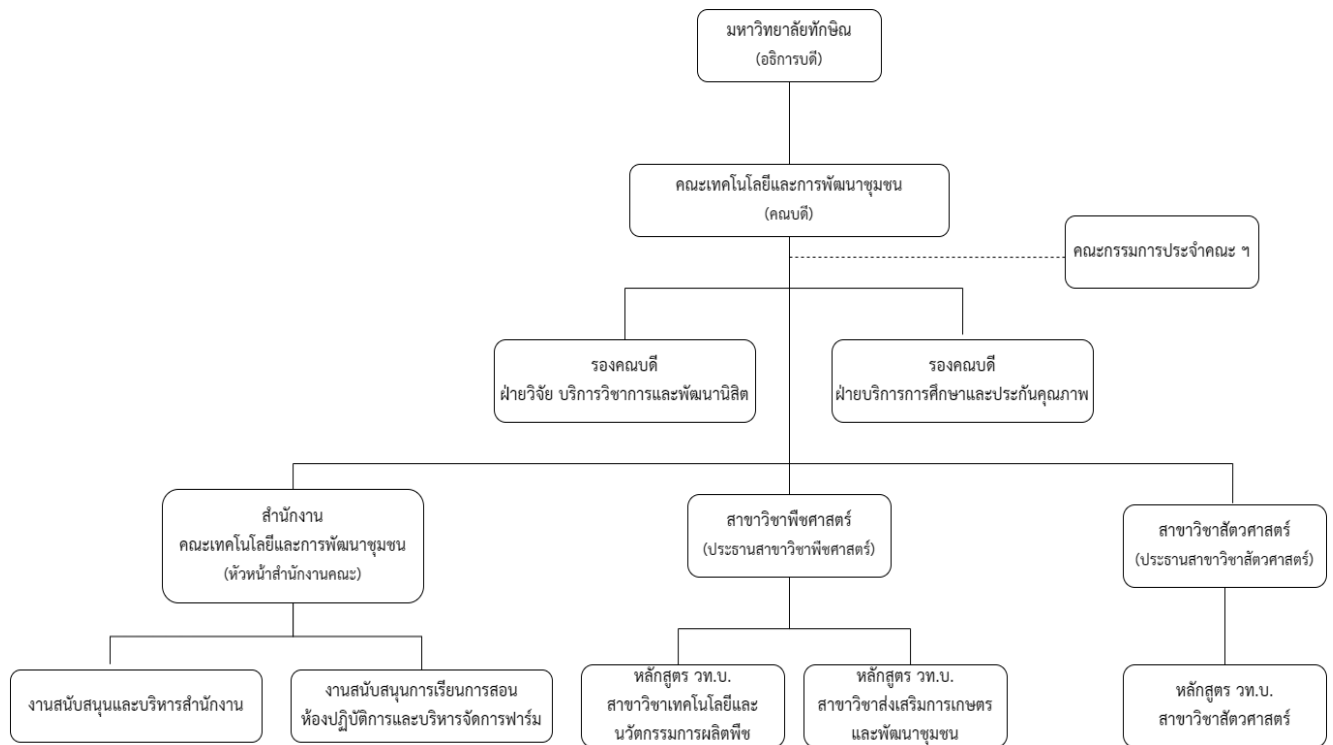 มหาวิทยาลัยทักษิณ
(อธิการบดี)
คณะเทคโนโลยีและการพัฒนาชุมชน
(คณบดี)
คณะกรรมการประจำคณะ ฯ
รองคณบดี
ฝ่ายวิจัย บริการวิชาการและพัฒนานิสิต
รองคณบดี
ฝ่ายบริการการศึกษาและประกันคุณภาพ
สำนักงาน
คณะเทคโนโลยีและการพัฒนาชุมชน
(หัวหน้าสำนักงานคณะ)
สาขาวิชาพืชศาสตร์
(ประธานสาขาวิชาพืชศาสตร์)
สาขาวิชาสัตวศาสตร์
(ประธานสาขาวิชาสัตวศาสตร์)
งานสนับสนุนและบริหารสำนักงาน
งานสนับสนุนการเรียนการสอน
ห้องปฏิบัติการและบริหารจัดการฟาร์ม
หลักสูตร วท.บ.
สาขาวิชาเทคโนโลยีและ
นวัตกรรมการผลิตพืช
หลักสูตร วท.บ.
สาขาวิชาส่งเสริมการเกษตร
และพัฒนาชุมชน
หลักสูตร วท.บ.
สาขาวิชาสัตวศาสตร์